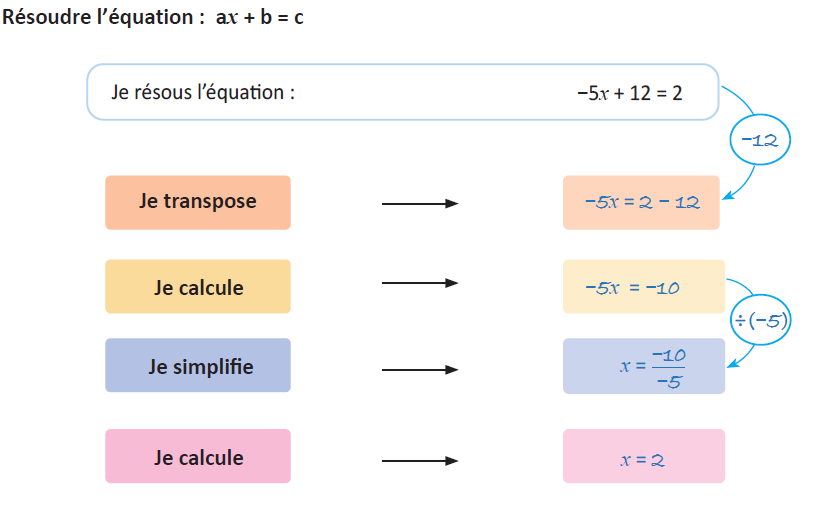 Résoudre l'équation : ax + b = c
Je résous l'équation : −5x + 12 = 2
−12
Je transpose −5x = 2 − 12
Je calcule −5x = −10
÷(−5)
Je simplifie x = −10/−5
Je calcule x = 2